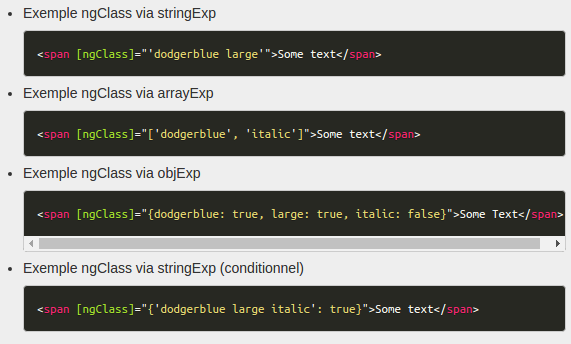 Exemple ngClass via stringExp
<span [ngClass]="'dodgerblue large'">Some text</span>
Exemple ngClass via arrayExp
<span [ngClass]="['dodgerblue', 'italic']">Some text</span>
Exemple ngClass via objExp
<span [ngClass]="{dodgerblue: true, large: true, italic: false}">Some Text</span>
Exemple ngClass via stringExp (conditionnel)
<span [ngClass]="{'dodgerblue large italic': true}">Some text</span>